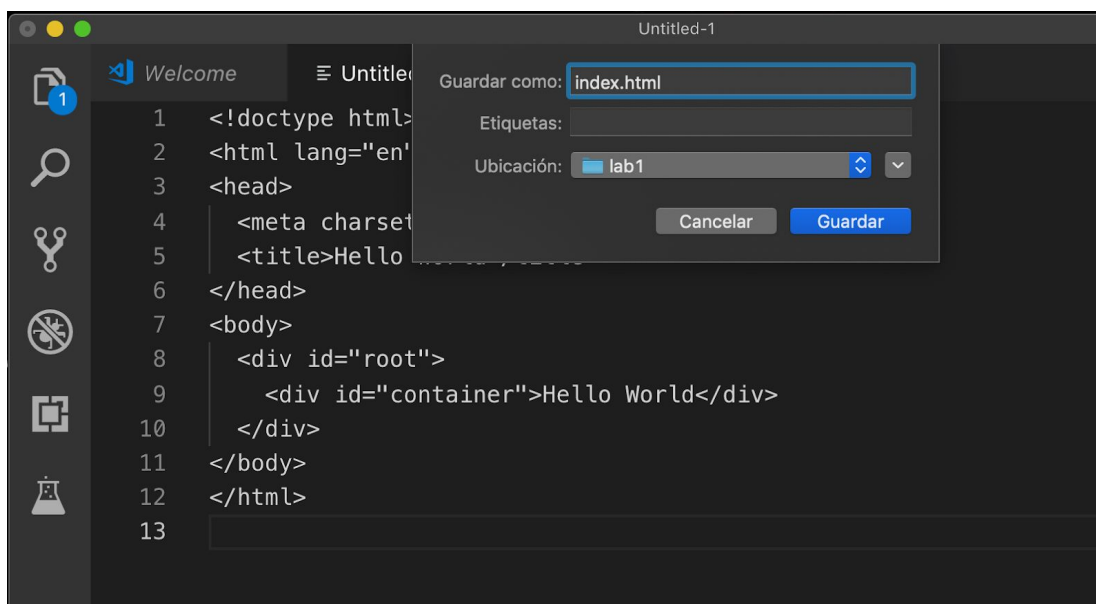 Untitled-1
Welcome
Untitled
Guardar como: index.html
Etiquetas:
Ubicación: lab1
Cancelar Guardar
1
1 <!doctype html>
2 <html lang="en"
3 <head>
4 <meta charset
5 <title>Hello
6 </head>
7 <body>
8 <div id="root">
9 <div id="container">Hello World</div>
10 </div>
11 </body>
12 </html>
13